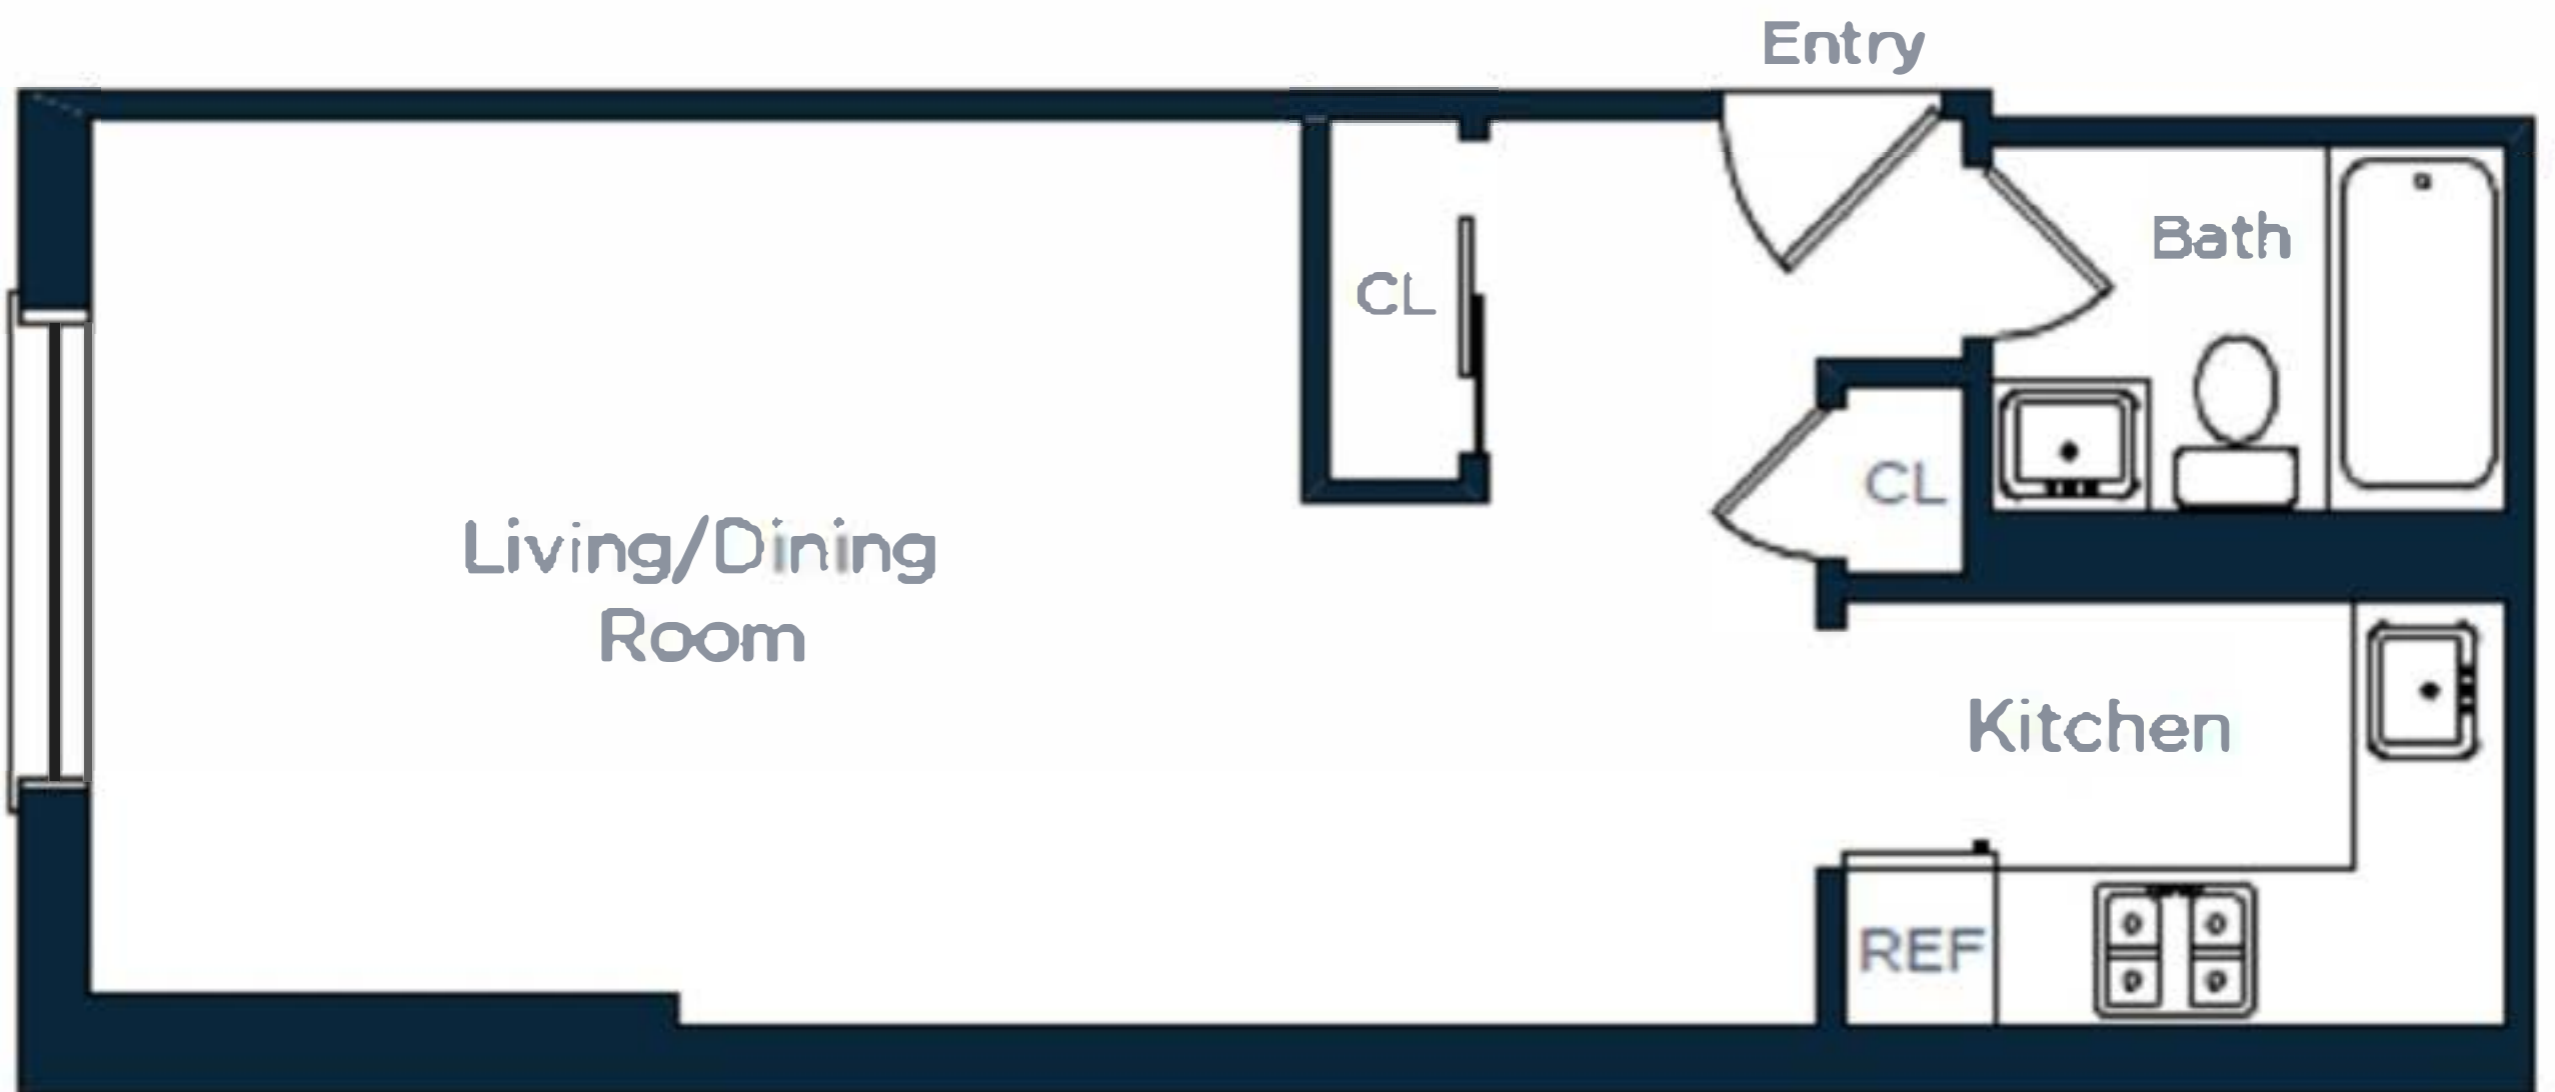 Entry
Bath
CL
CL
Living/Dining
Room
Kitchen
REF